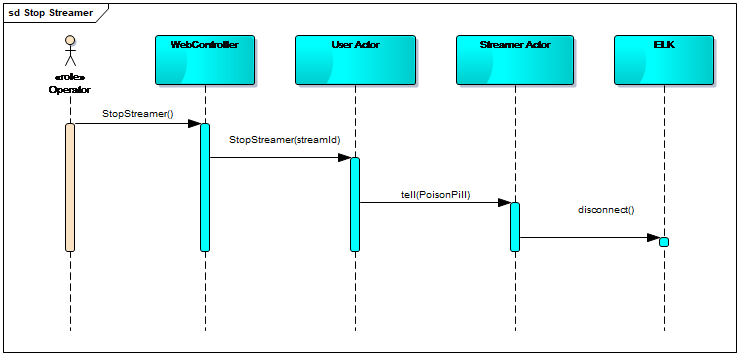 sd Stop Streamer
WebController
User Actor
Streamer Actor
ELK
«role»
Operator
StopStreamer()
StopStreamer(streamId)
tell(PoisonPill)
disconnect()